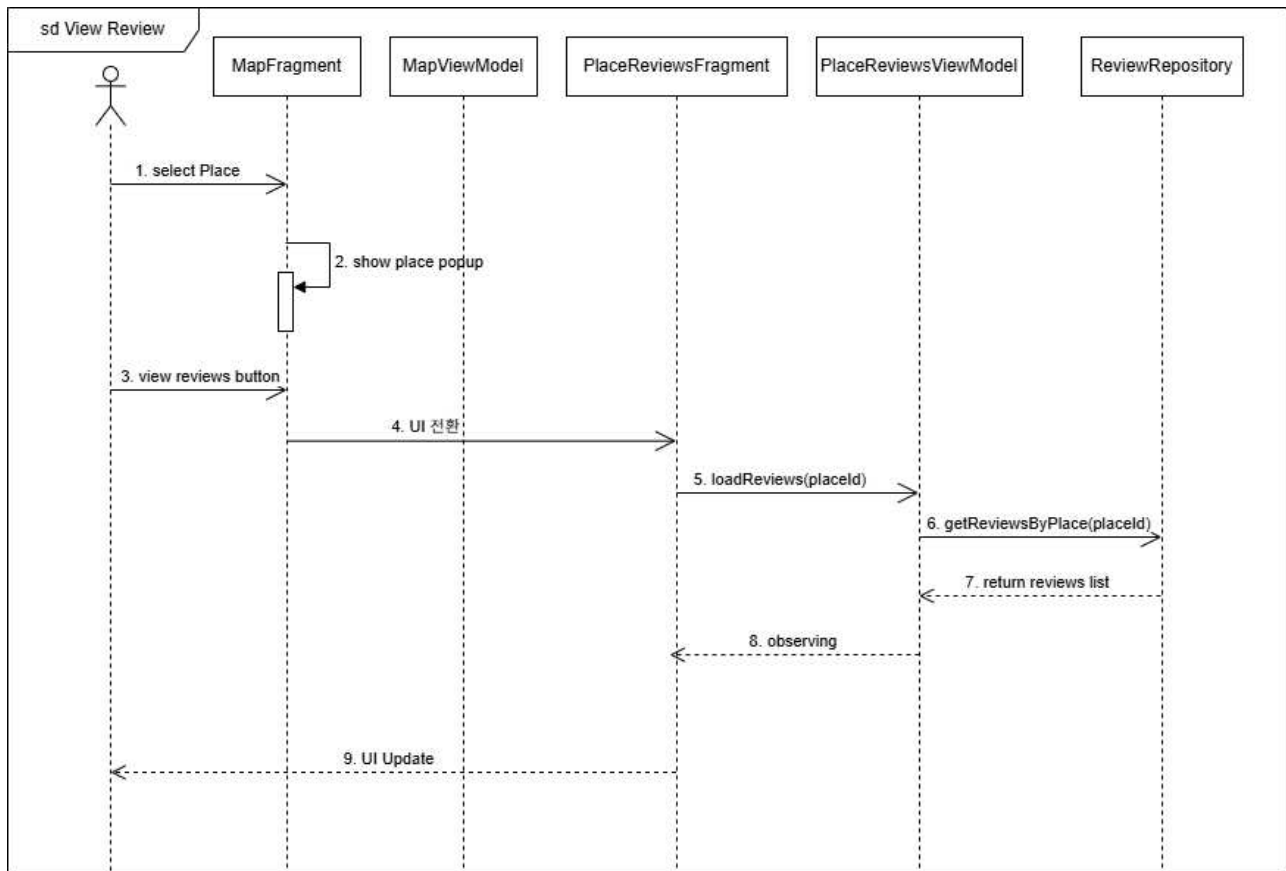 sd View Review
MapFragment
MapViewModel
PlaceReviewsFragment
PlaceReviewsViewModel
ReviewRepository
1. select Place
2. show place popup
3. view reviews button
4. UI 전환
5. loadReviews(placeId)
6. getReviewsByPlace(placeId)
7. return reviews list
8. observing
9. UI Update